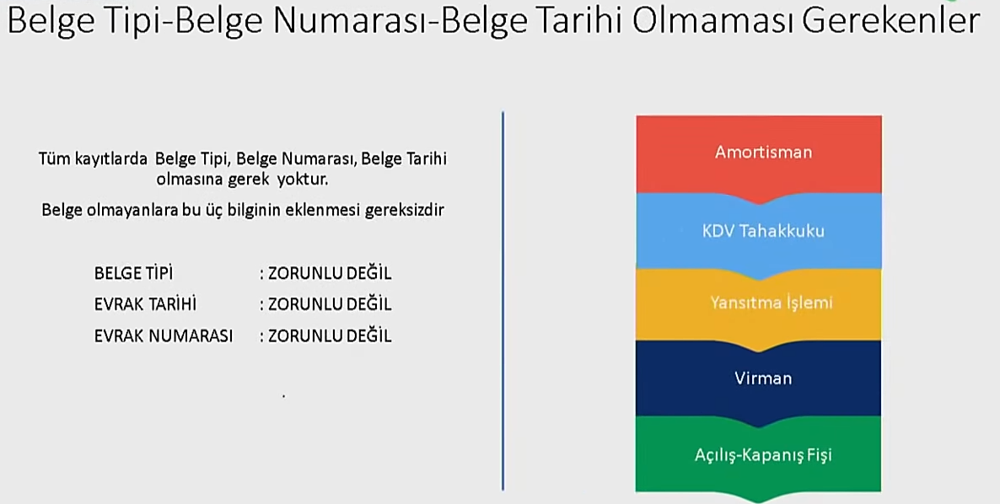 Belge Tipi-Belge Numarası-Belge Tarihi Olmaması Gerekenler
Tüm kayıtlarda Belge Tipi, Belge Numarası, Belge Tarihi
olmasına gerek yoktur.
Belge olmayanlara bu üç bilginin eklenmesi gereksizdir
BELGE TİPİ : ZORUNLU DEĞİL
EVRAK TARİHİ : ZORUNLU DEĞİL
EVRAK NUMARASI : ZORUNLU DEĞİL
.
Amortisman
KDV Tahakkuku
Yansıtma İşlemi
Virman
Açılış-Kapanış Fişi